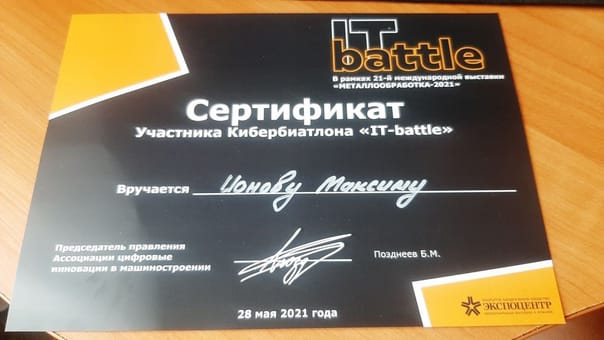 IT
battle
В рамках 21-й международной выставки
«МЕТАЛЛООБРАБОТКА-2021»
Сертификат
Участника Кибербиатлона «IT-battle»
Вручается Ионову Максиму
Председатель правления
Ассоциации цифровые
инновации в машиностроении
Позднеев Б.М.
ЭКСПОЦЕНТР
28 мая 2021 года